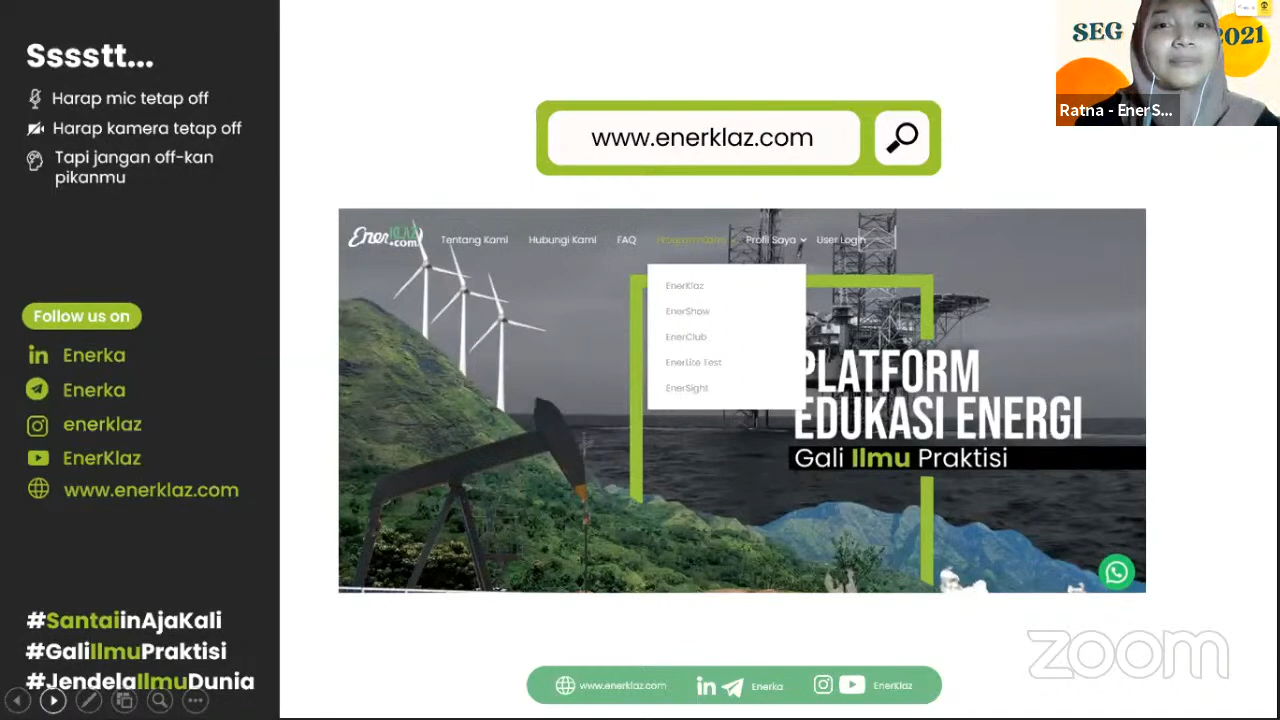 Sssstt...
Harap mic tetap off
Harap kamera tetap off
Tapi jangan off-kan
pikanmu
Follow us on
Enerka
Enerka
enerklaz
EnerKlaz
www.enerklaz.com
#SantaiinAjaKali
#GaliIlmuPraktisi
#JendelaIlmuDunia
www.enerklaz.com
EnerKLAZ
.com
Tentang Kami
Hubungi Kami
FAQ
Profil Saya
User Login
EnerKlaz
EnerShow
EnerClub
EnerLite Test
EnerSight
PLATFORM
EDUKASI ENERGI
Gali Ilmu Praktisi
www.enerklaz.com
Enerka
EnerKlaz
SEG
2021
Ratna - EnerS...
zoom